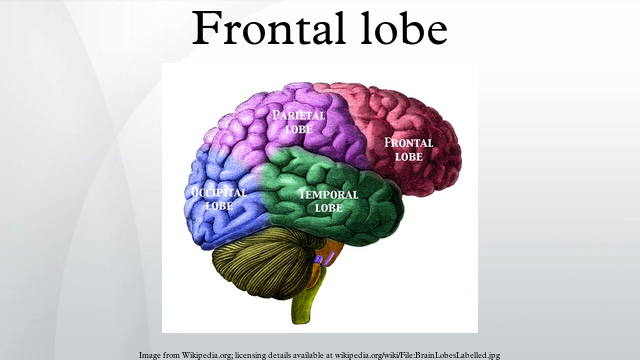 Frontal lobe
Parietal
lobe
Frontal
lobe
Occipital
lobe
Temporal
lobe
Image from Wikipedia.org; licensing details available at wikipedia.org/wiki/File:BrainLobesLabelled.jpg